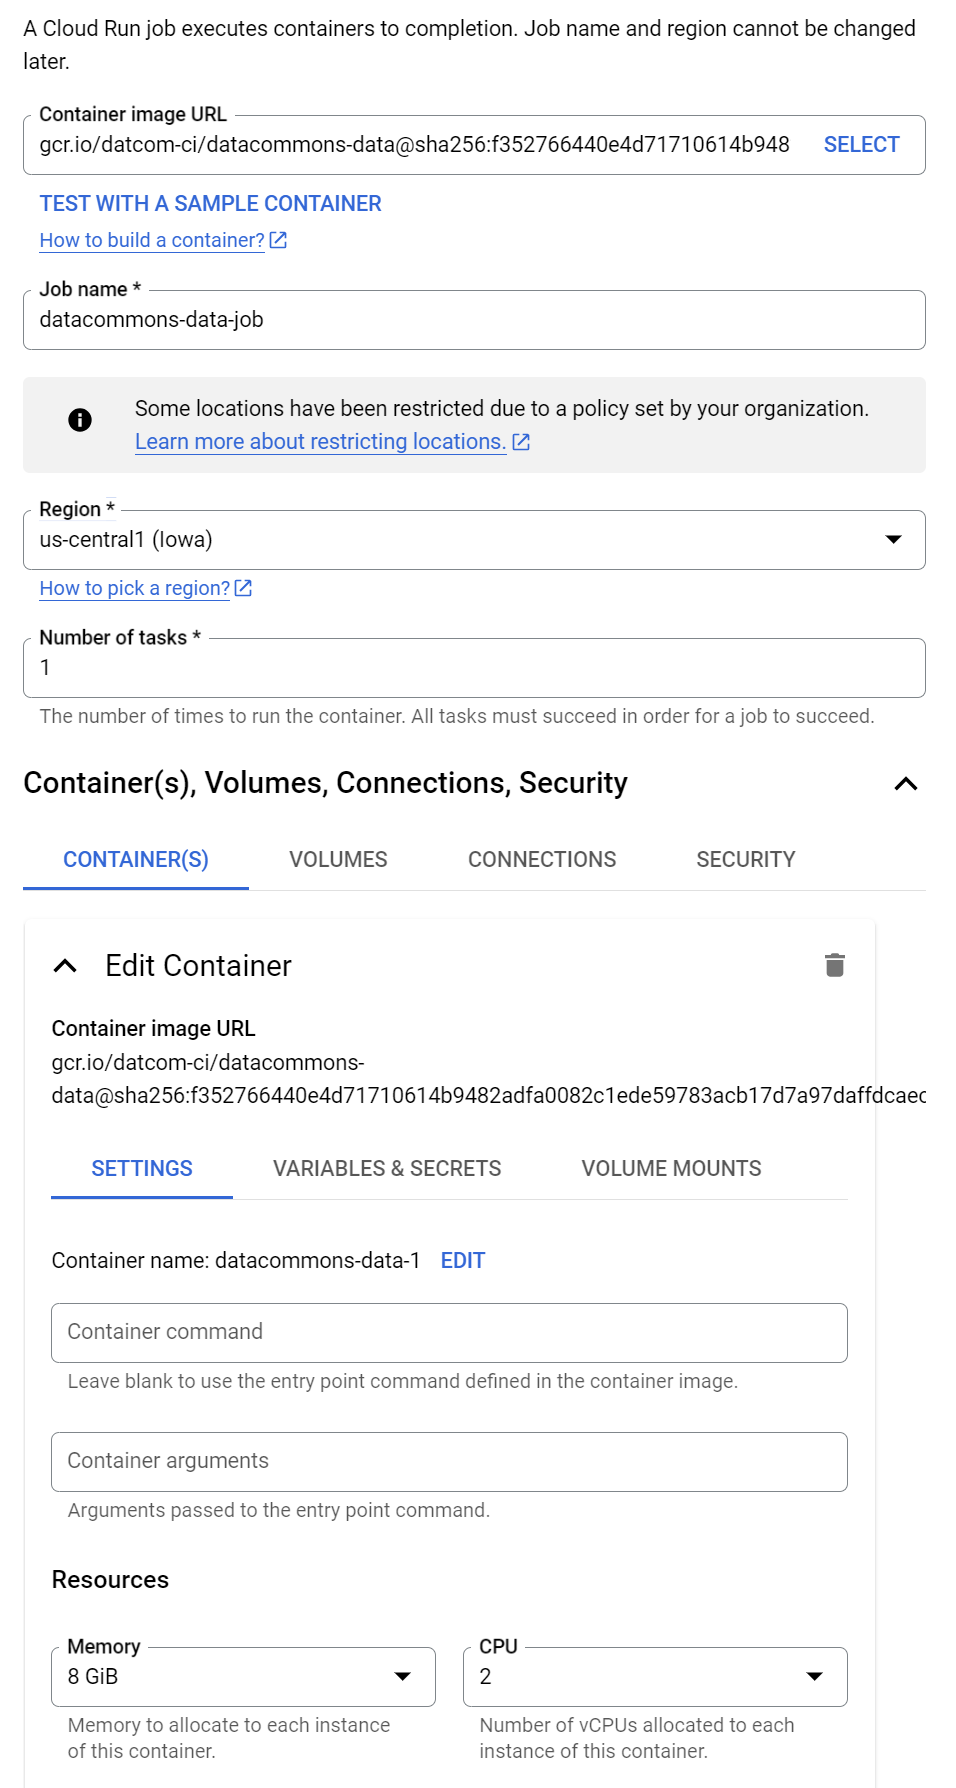 A Cloud Run job executes containers to completion. Job name and region cannot be changed
later.
Container image URL
gcr.io/datcom-ci/datacommons-data@sha256:f352766440e4d71710614b948
SELECT
TEST WITH A SAMPLE CONTAINER
How to build a container?
Job name *
datacommons-data-job
Some locations have been restricted due to a policy set by your organization.
Learn more about restricting locations.
Region *
us-central1 (Iowa)
How to pick a region?
Number of tasks *
1
The number of times to run the container. All tasks must succeed in order for a job to succeed.
Container(s), Volumes, Connections, Security
CONTAINER(S) VOLUMES CONNECTIONS SECURITY
Edit Container
Container image URL
gcr.io/datacom-ci/datacommons-
data@sha256:f352766440e4d71710614b9482adfa0082c1ede59783acb17d7a97daffdcaec
SETTINGS VARIABLES & SECRETS VOLUME MOUNTS
Container name: datacommons-data-1 EDIT
Container command
Leave blank to use the entry point command defined in the container image.
Container arguments
Arguments passed to the entry point command.
Resources
Memory
8 GiB
Memory to allocate to each instance
of this container.
CPU
2
Number of vCPUs allocated to each
instance of this container.